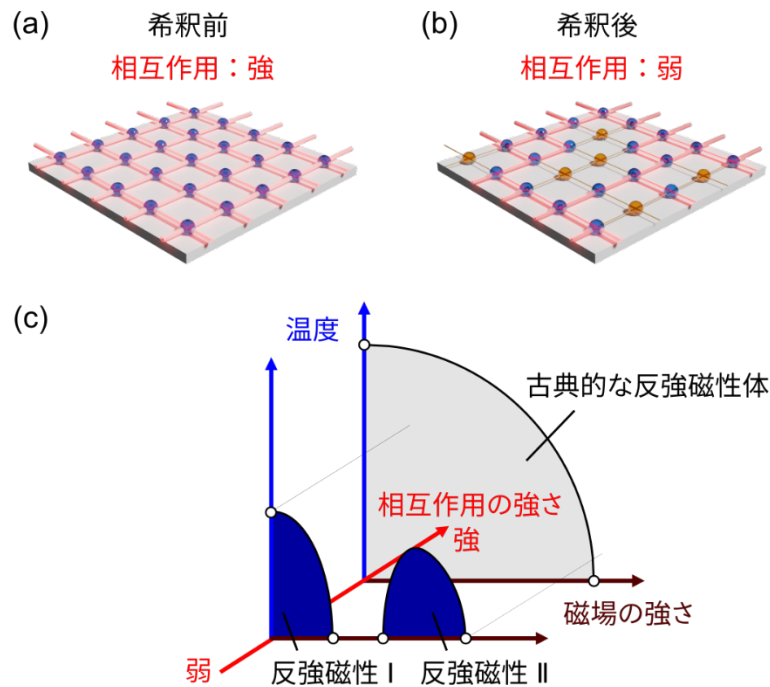 (a)
希釈前
相互作用：強
(b)
希釈後
相互作用：弱
(c)
温度
古典的な反強磁性体
相互作用の強さ
強
磁場の強さ
弱
反強磁性 I
反強磁性 II